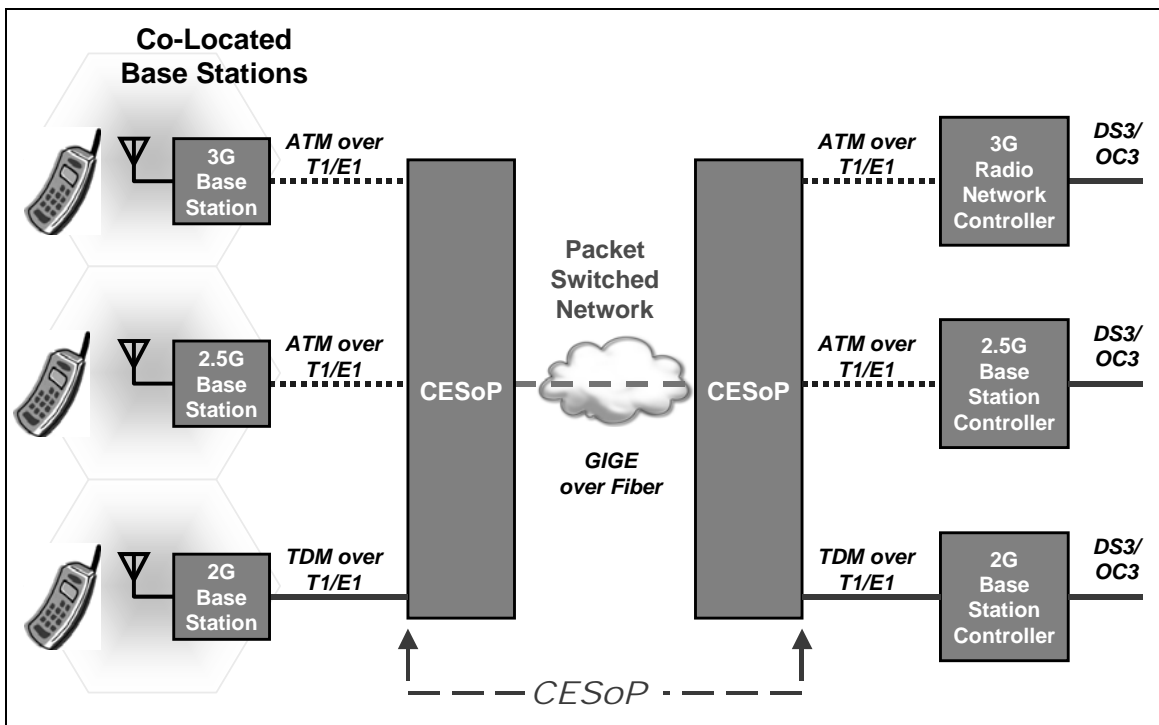 Co-Located
Base Stations
3G
Base
Station
ATM over
T1/E1
2.5G
Base
Station
ATM over
T1/E1
2G
Base
Station
TDM over
T1/E1
CESoP
Packet
Switched
Network
GIGE
over Fiber
CESoP
ATM over
T1/E1
3G
Radio
Network
Controller
DS3/
OC3
ATM over
T1/E1
2.5G
Base
Station
Controller
DS3/
OC3
TDM over
T1/E1
2G
Base
Station
Controller
DS3/
OC3
CESoP